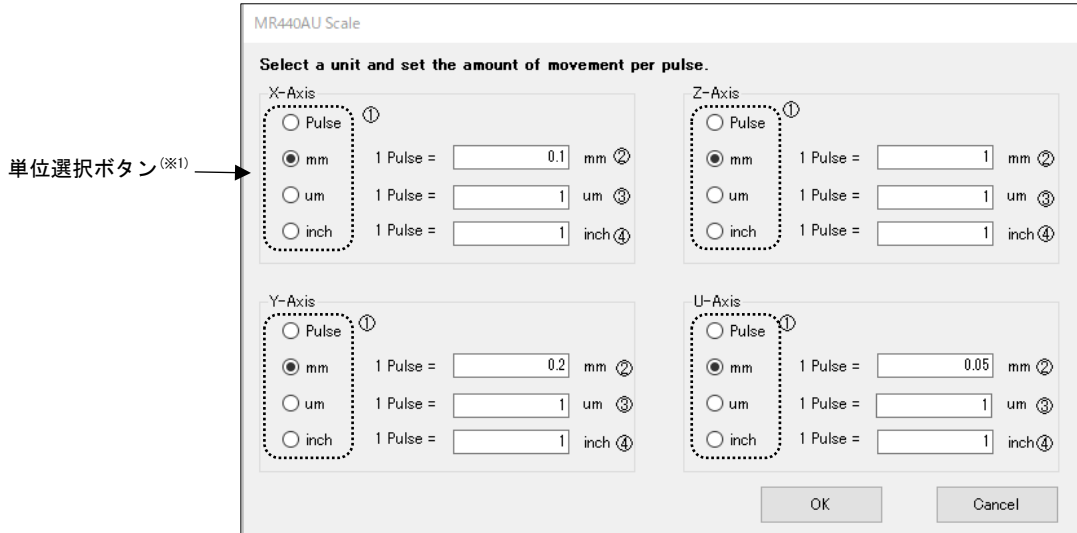 MR440AU Scale
Select a unit and set the amount of movement per pulse.
X-Axis
Pulse ①
単位選択ボタン(※1)
mm 1 Pulse = 0.1 mm ②
um 1 Pulse = 1 um ③
inch 1 Pulse = 1 inch ④
Z-Axis
Pulse ①
mm 1 Pulse = 1 mm ②
um 1 Pulse = 1 um ③
inch 1 Pulse = 1 inch ④
Y-Axis
Pulse ①
mm 1 Pulse = 0.2 mm ②
um 1 Pulse = 1 um ③
inch 1 Pulse = 1 inch ④
U-Axis
Pulse ①
mm 1 Pulse = 0.05 mm ②
um 1 Pulse = 1 um ③
inch 1 Pulse = 1 inch ④
OK Cancel